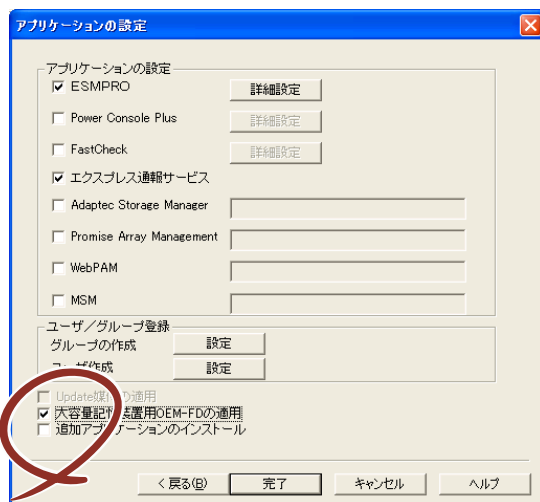 アプリケーションの設定
アプリケーションの設定
ESMPRO 詳細設定
Power Console Plus 詳細設定
FastCheck 詳細設定
エクスプレス通報サービス
Adaptec Storage Manager
Promise Array Management
WebPAM
MSM
ユーザ／グループ登録
グループの作成 設定
ユーザ作成 設定
Update媒体の適用
大容量記憶装置用OEM-FDの適用
追加アプリケーションのインストール
< 戻る(B) 完了 キャンセル ヘルプ